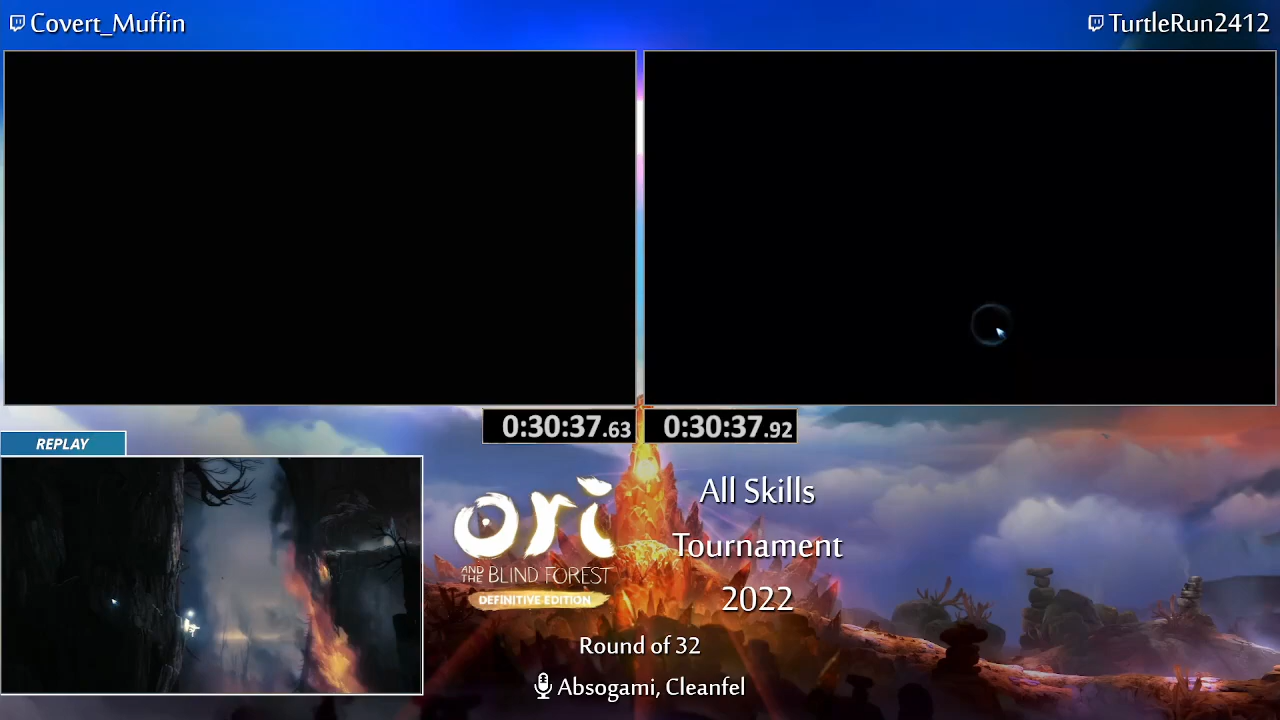 Covert_Muffin
TurtleRun2412
0:30:37.63
0:30:37.92
REPLAY
ori
AND THE BLIND FOREST
DEFINITIVE EDITION
All Skills
Tournament
2022
Round of 32
Absogami, Cleanfel